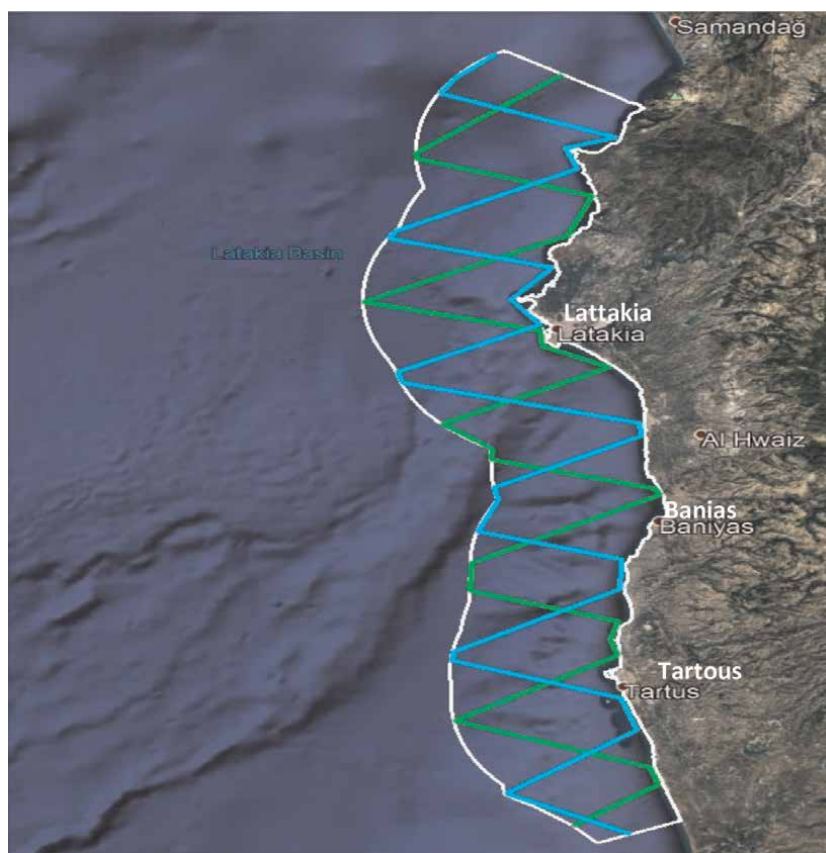 Samandağ
Latakia Basin
Lattakia
Latakia
Al Hwaiz
Banias
Baniyas
Tartous
Tartus